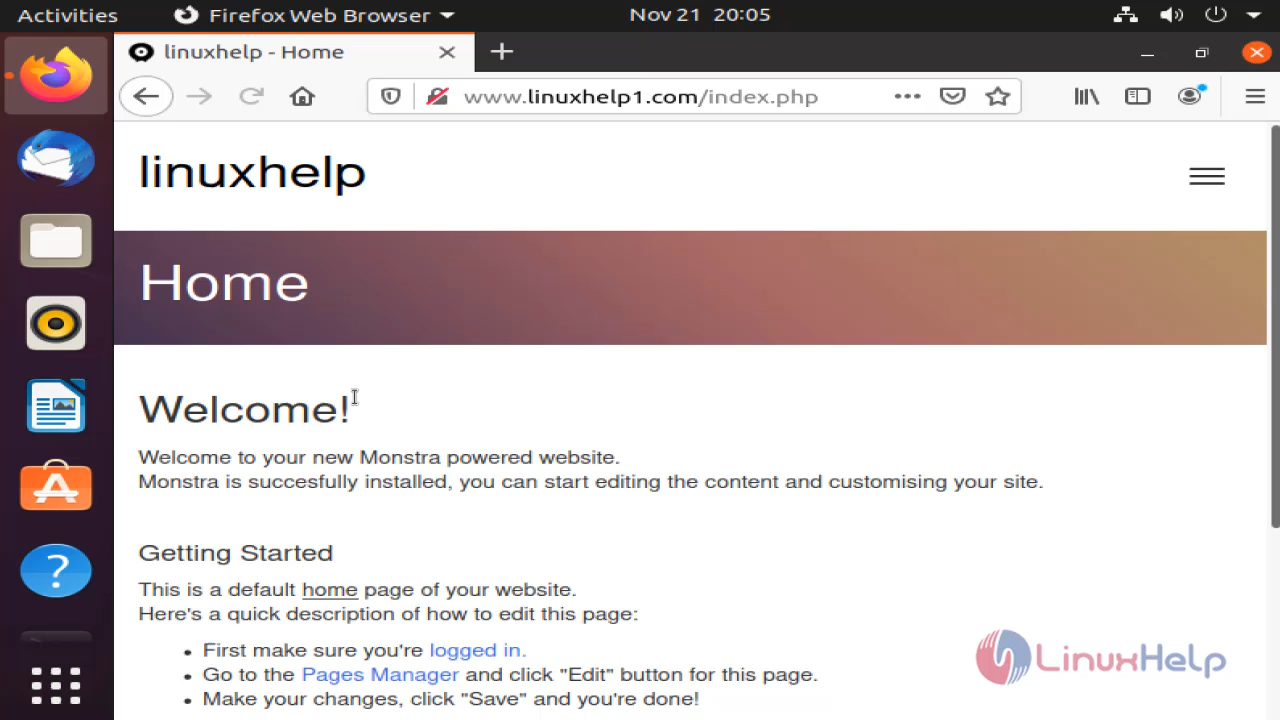 Activities
Firefox Web Browser
Nov 21 20:05
linuxhelp - Home
www.linuxhelp1.com/index.php
linuxhelp
Home
Welcome!
Welcome to your new Monstra powered website.
Monstra is succesfully installed, you can start editing the content and customising your site.
Getting Started
This is a default home page of your website.
Here's a quick description of how to edit this page:
• First make sure you're logged in.
• Go to the Pages Manager and click "Edit" button for this page.
• Make your changes, click "Save" and you're done!
LinuxHelp